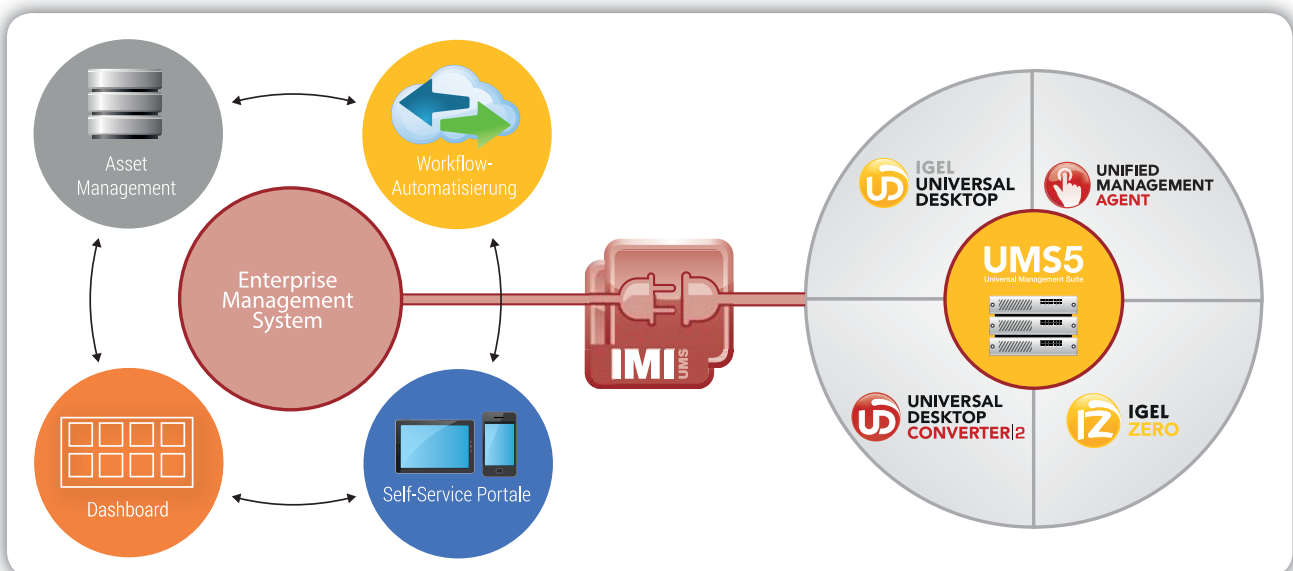 Asset
Management
Workflow-
Automatisierung
Enterprise
Management
System
Dashboard
Self-Service Portale
IMI
UMS
IGEL
UNIVERSAL
DESKTOP
UNIFIED
MANAGEMENT
AGENT
UMS5
Universal Management Suite
UNIVERSAL
DESKTOP
CONVERTER|2
IGEL
ZERO